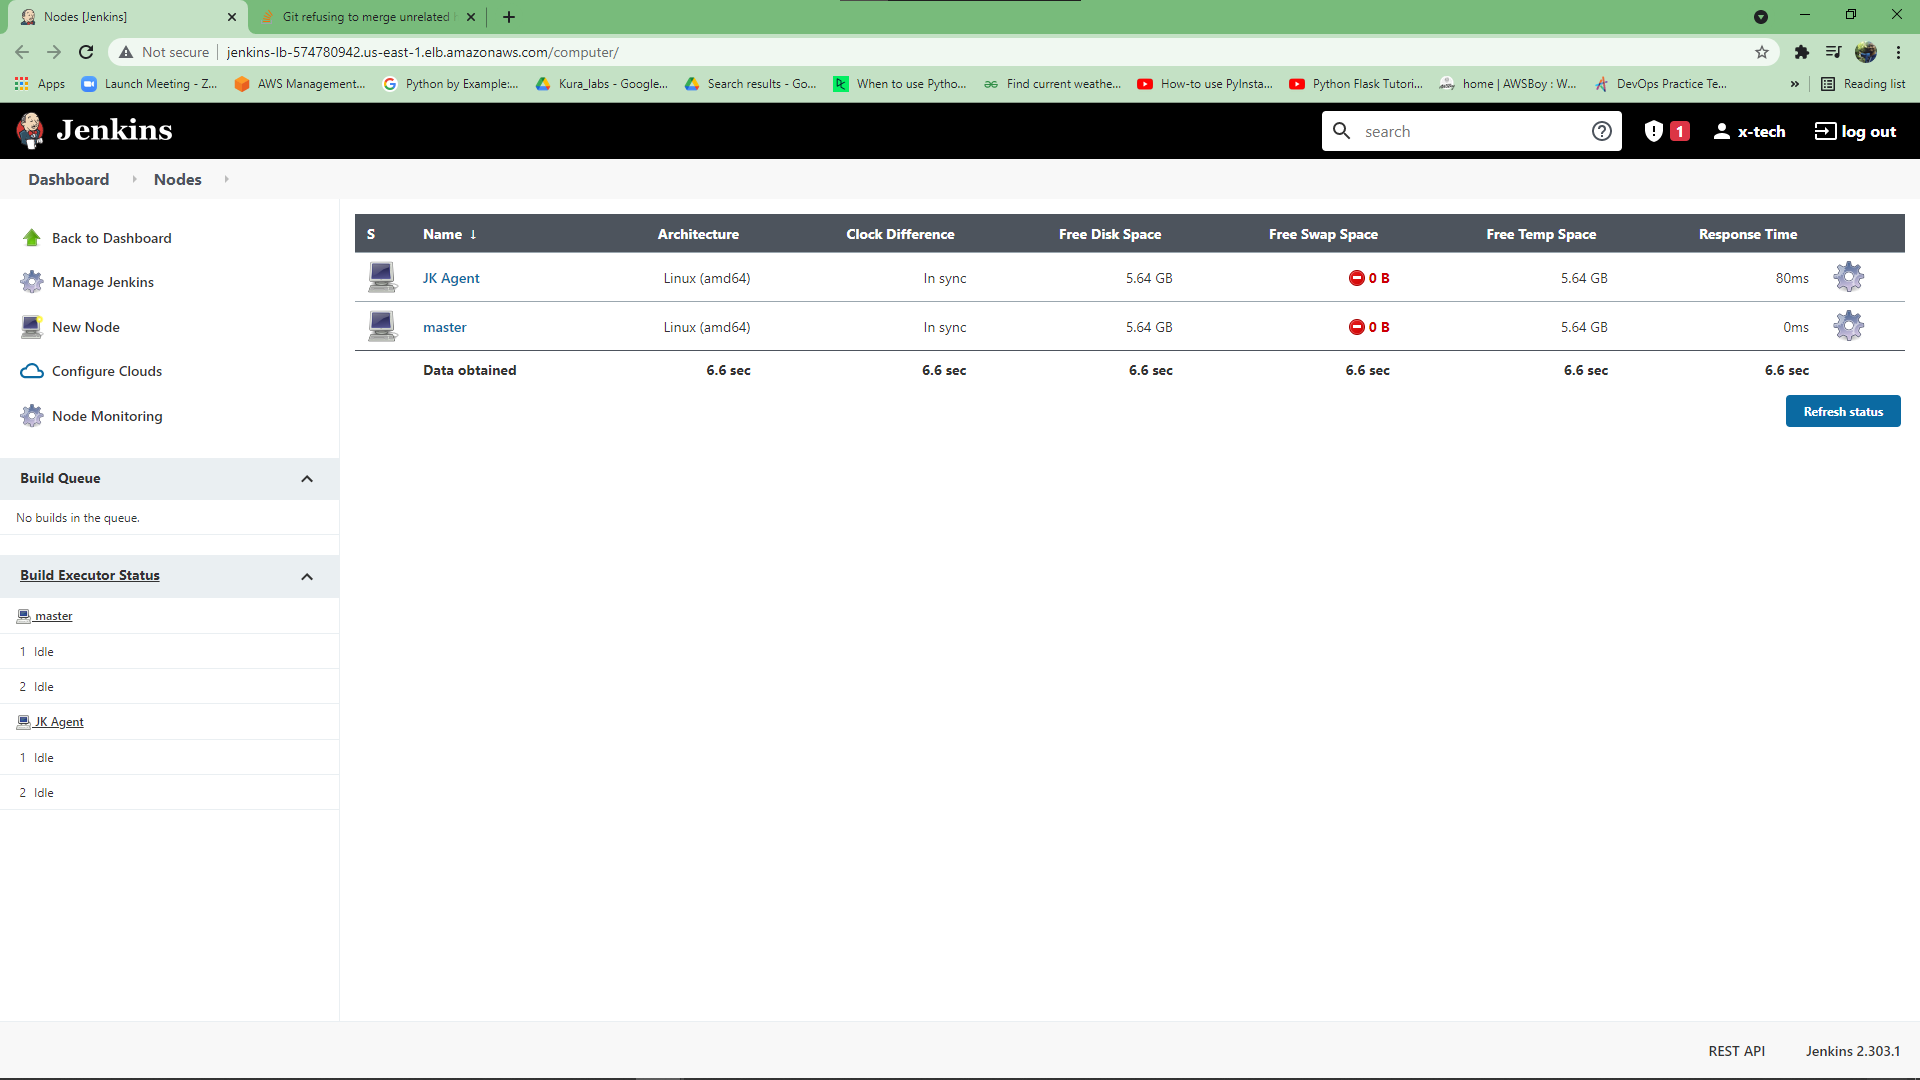 Nodes [Jenkins]
Git refusing to merge unrelated
Not secure
jenkins-lb-574780942.us-east-1.elb.amazonaws.com/computer/
Apps
Launch Meeting - Z...
AWS Management...
Python by Example:...
Kura_labs - Google...
Search results - Go...
When to use Pytho...
Find current weathe...
How-to use PyInsta...
Python Flask Tutori...
home | AWSBoy : W...
DevOps Practice Te...
»
Reading list
Jenkins
search
1
x-tech
log out
Dashboard
Nodes
Back to Dashboard
Manage Jenkins
New Node
Configure Clouds
Node Monitoring
Build Queue
No builds in the queue.
Build Executor Status
master
1 Idle
2 Idle
JK Agent
1 Idle
2 Idle
S Name ↓ Architecture Clock Difference Free Disk Space Free Swap Space Free Temp Space Response Time
JK Agent Linux (amd64) In sync 5.64 GB 0 B 5.64 GB 80ms
master Linux (amd64) In sync 5.64 GB 0 B 5.64 GB 0ms
Data obtained 6.6 sec 6.6 sec 6.6 sec 6.6 sec 6.6 sec 6.6 sec
Refresh status
REST API
Jenkins 2.303.1